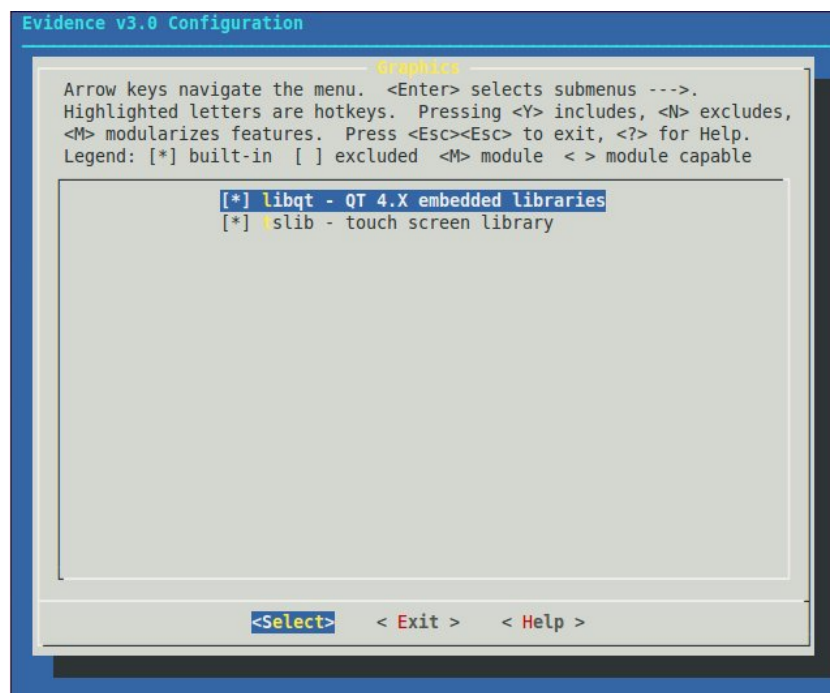 Evidence v3.0 Configuration
Graphics
Arrow keys navigate the menu. <Enter> selects submenus --->.
Highlighted letters are hotkeys. Pressing <Y> includes, <N> excludes,
<M> modularizes features. Press <Esc><Esc> to exit, <?> for Help.
Legend: [*] built-in [ ] excluded <M> module < > module capable
[*] libqt - QT 4.X embedded libraries
[*] tslib - touch screen library
<Select> < Exit > < Help >